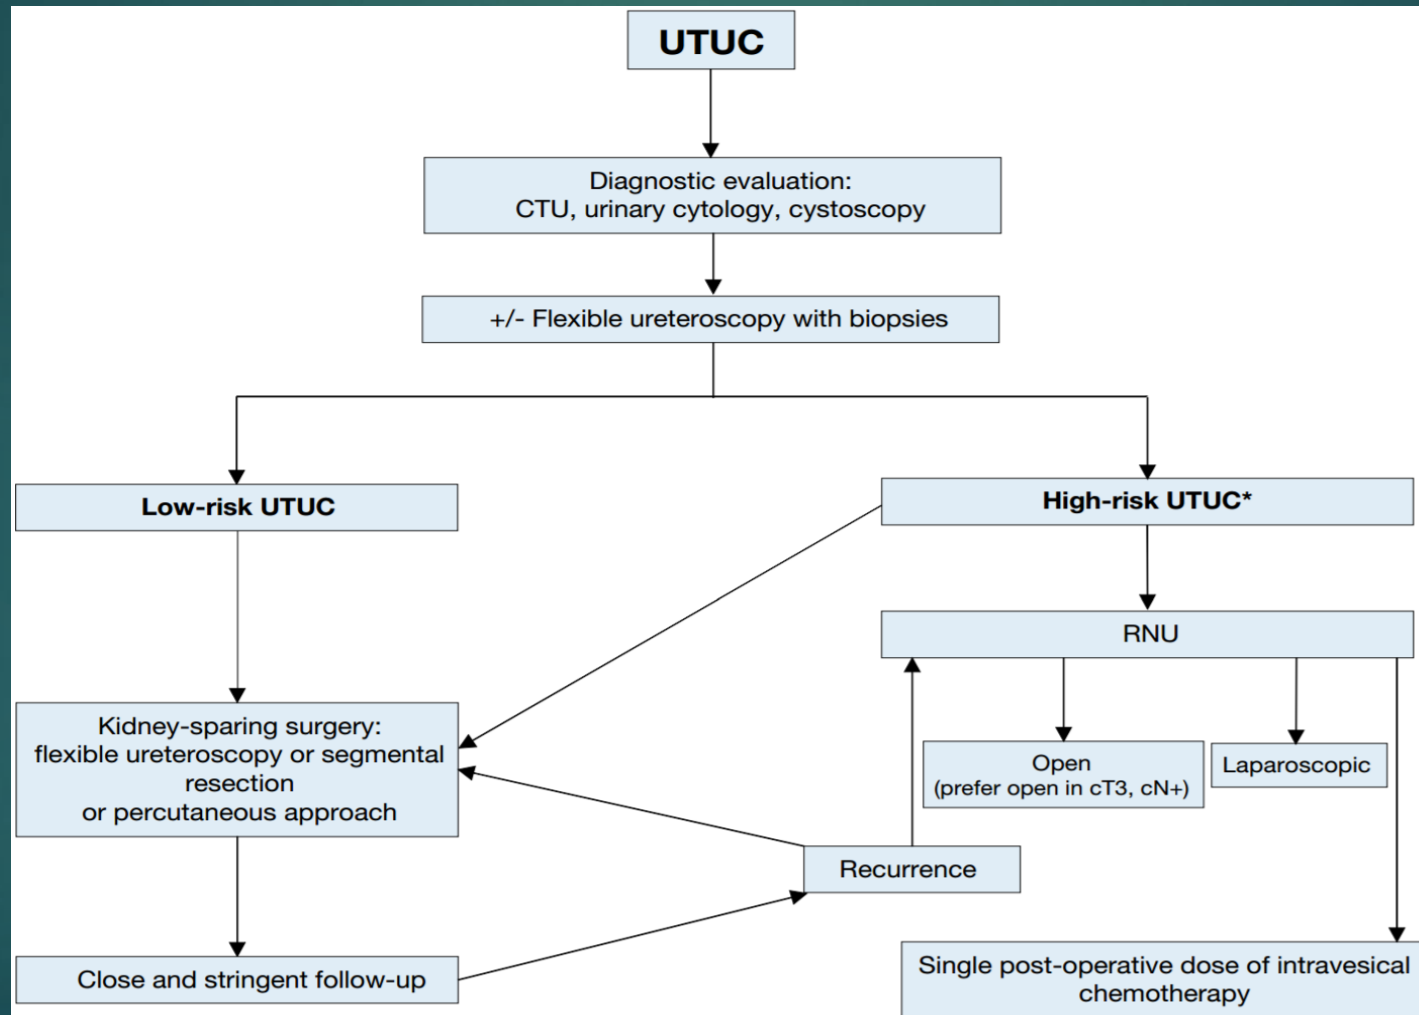 UTUC
Diagnostic evaluation:
CTU, urinary cytology, cystoscopy
+/- Flexible ureteroscopy with biopsies
Low-risk UTUC
High-risk UTUC*
RNU
Kidney-sparing surgery:
flexible ureteroscopy or segmental
resection
or percutaneous approach
Open
(prefer open in cT3, cN+)
Laparoscopic
Recurrence
Close and stringent follow-up
Single post-operative dose of intravesical
chemotherapy